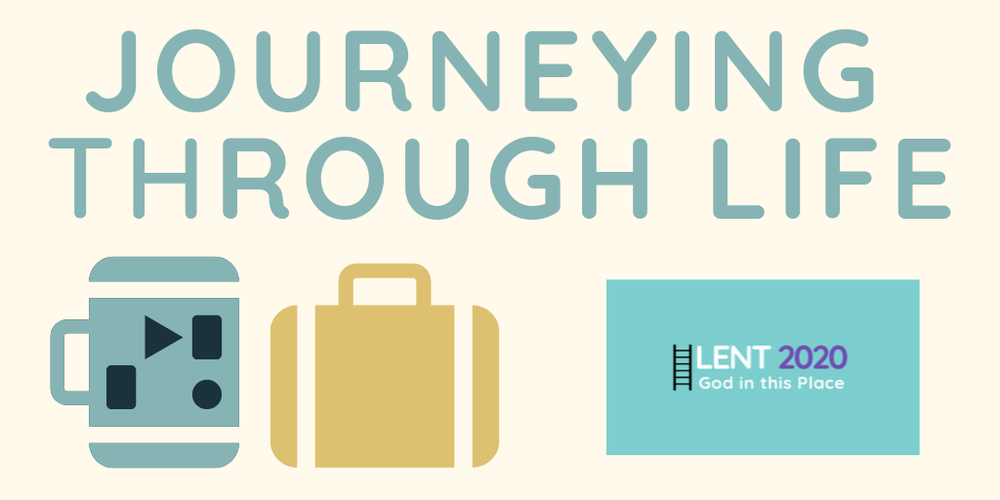 JOURNEYING
THROUGH LIFE
LENT 2020
God in this Place